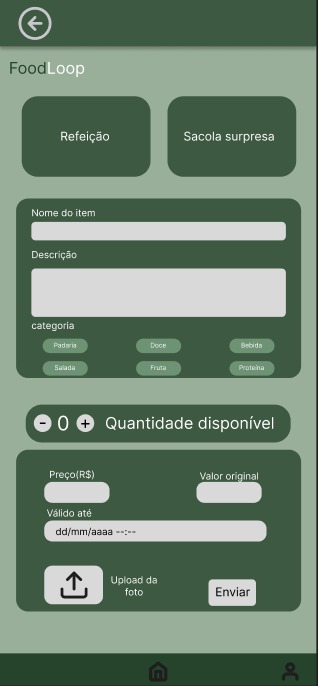 FoodLoop
Refeição Sacola surpresa
Nome do item
Descrição
categoria
Padaria Doce Bebida
Salada Fruta Proteína
- 0 + Quantidade disponível
Preço(R$) Valor original
Válido até
dd/mm/aaaa --:--
Upload da
foto
Enviar